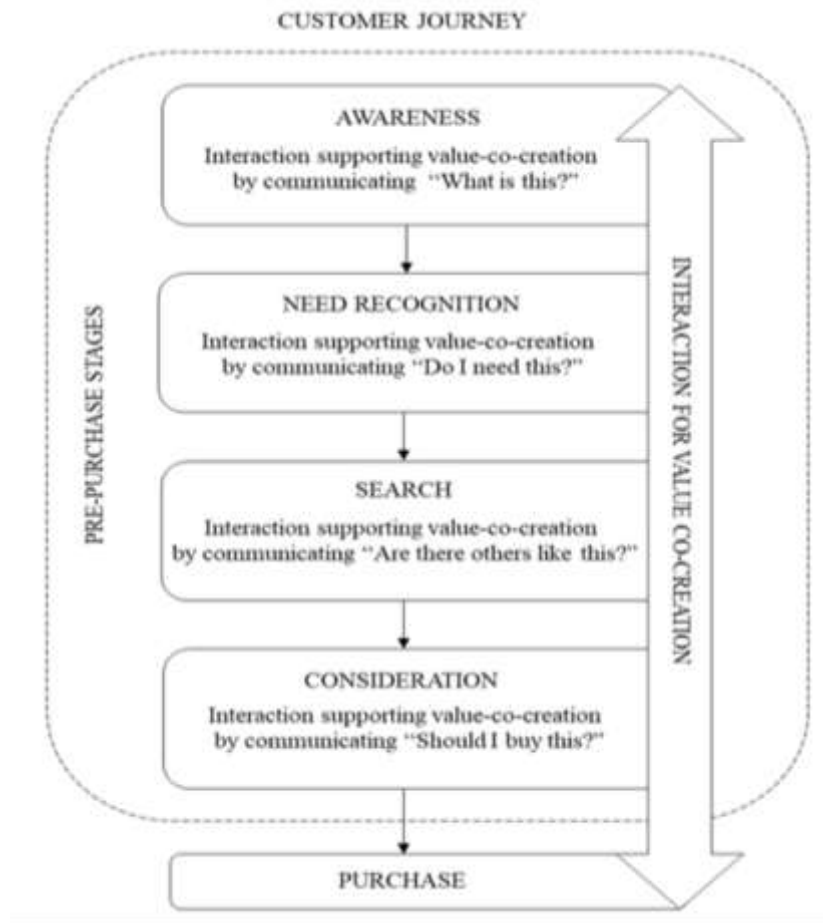 CUSTOMER JOURNEY
AWARENESS
Interaction supporting value-co-creation
by communicating “What is this?”
NEED RECOGNITION
Interaction supporting value-co-creation
by communicating “Do I need this?”
SEARCH
Interaction supporting value-co-creation
by communicating “Are there others like this?”
CONSIDERATION
Interaction supporting value-co-creation
by communicating “Should I buy this?”
PURCHASE
PRE-PURCHASE STAGES
INTERACTION FOR VALUE CO-CREATION